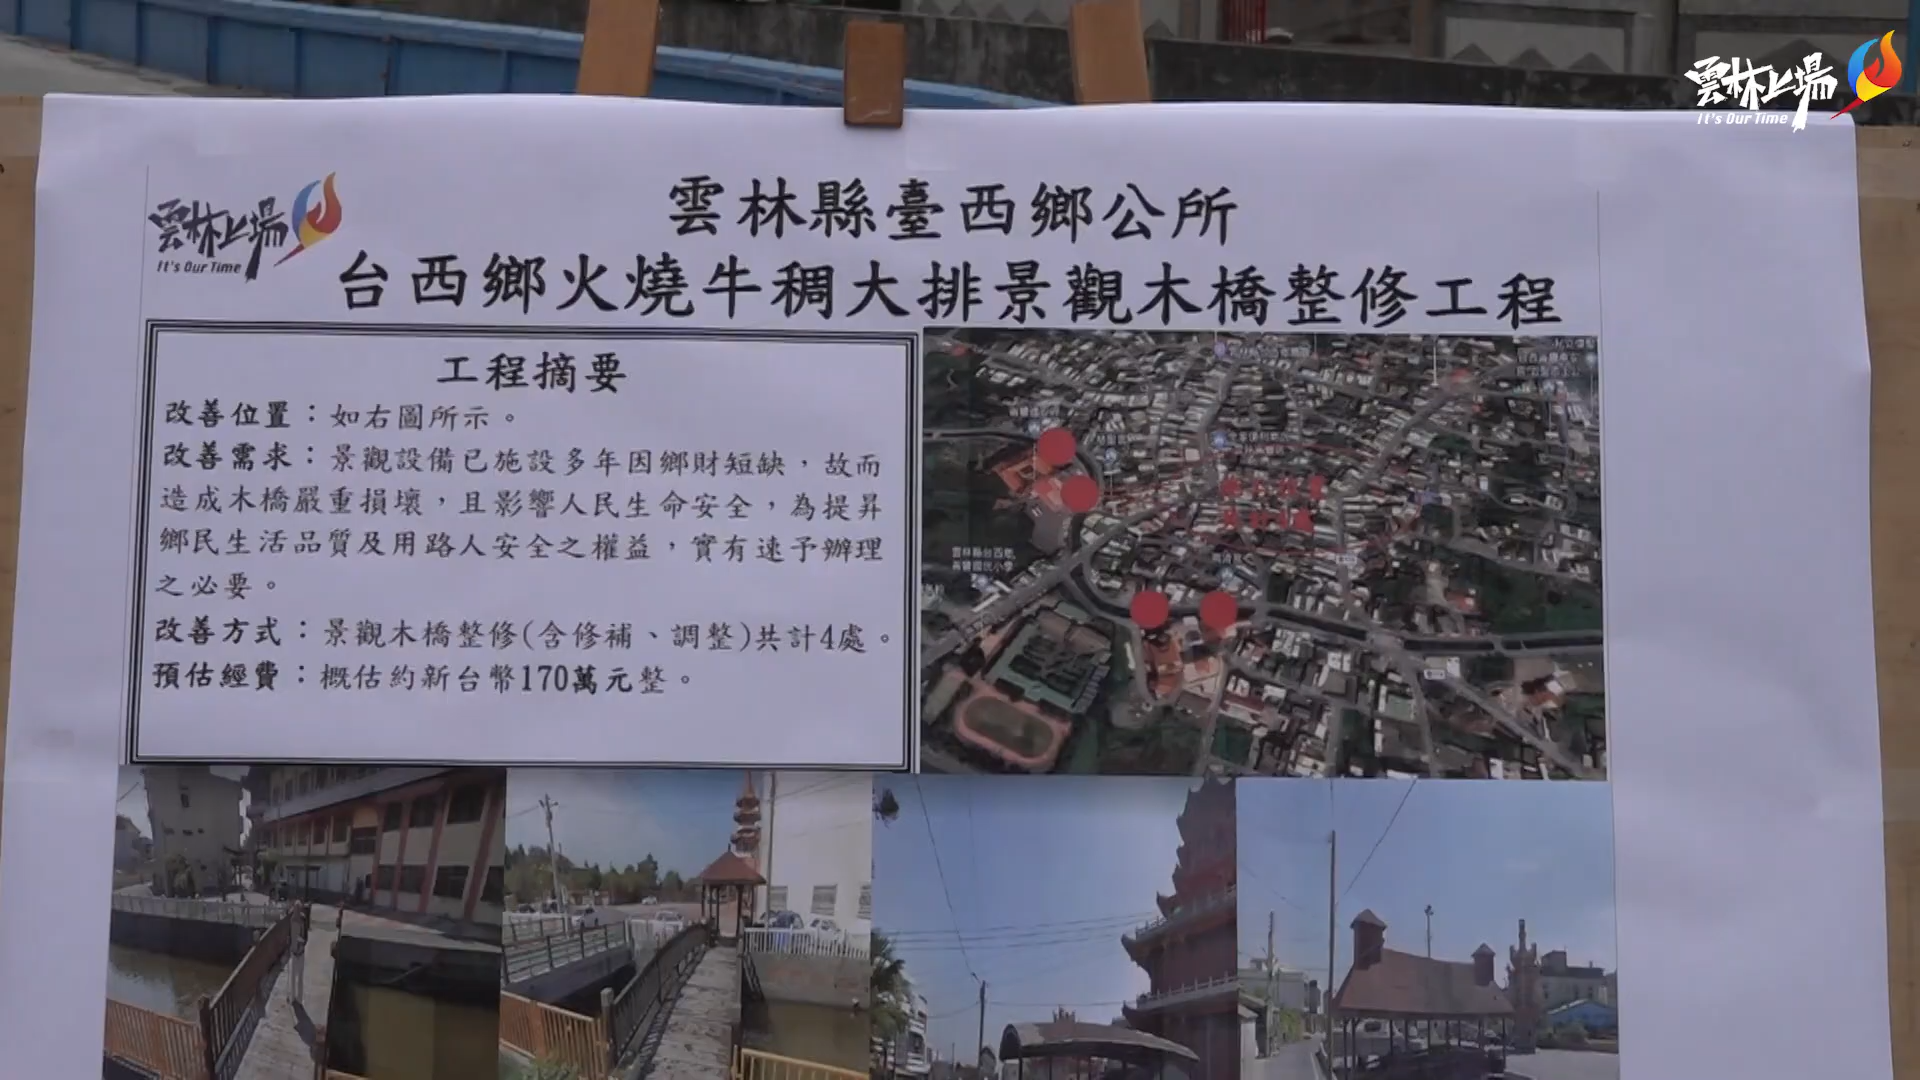 雲林上場
It's Our Time
雲林上場
It's Our Time
雲林縣臺西鄉公所
台西鄉火燒牛稠大排景觀木橋整修工程
工程摘要
改善位置：如右圖所示。
改善需求：景觀設備已施設多年因鄉財短缺，故而
造成木橋嚴重損壞，且影響人民生命安全，為提昇
鄉民生活品質及用路人安全之權益，實有速予辦理
之必要。
改善方式：景觀木橋整修(含修補、調整)共計4處。
預估經費：概估約新台幣170萬元整。